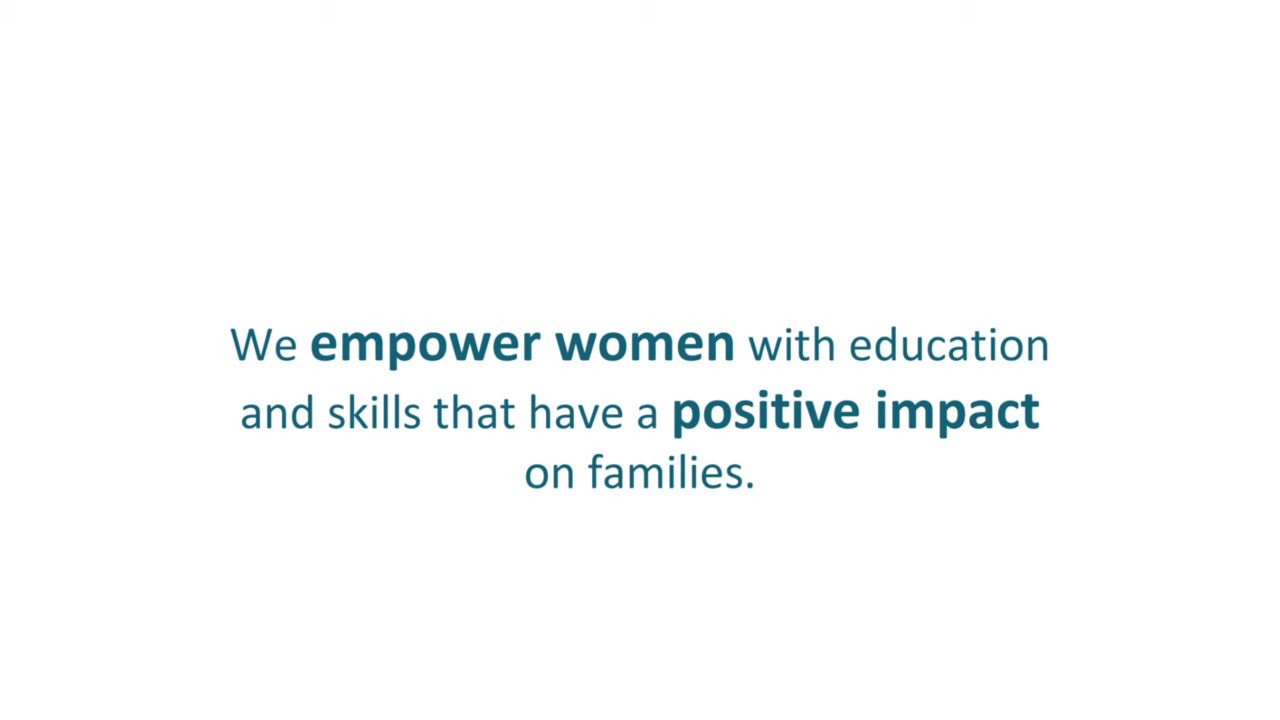 We empower women with education
and skills that have a positive impact
on families.